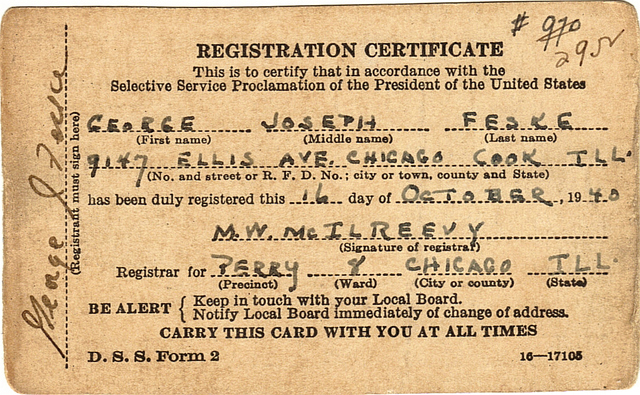 # 970
2952
REGISTRATION CERTIFICATE
This is to certify that in accordance with the
Selective Service Proclamation of the President of the United States
GEORGE JOSEPH FESKE
(First name) (Middle name) (Last name)
9147 ELLIS AVE. CHICAGO COOK ILL.
(No. and street or R. F. D. No.; city or town, county and State)
has been duly registered this 16 day of OCTOBER, 1940
M.W. McILREEVY
(Signature of registrar)
Registrar for PERRY 8 CHICAGO ILL.
(Precinct) (Ward) (City or county) (State)
BE ALERT { Keep in touch with your Local Board.
Notify Local Board immediately of change of address.
CARRY THIS CARD WITH YOU AT ALL TIMES
D. S. S. Form 2 16—17105
George J Feske
(Registrant must sign here)